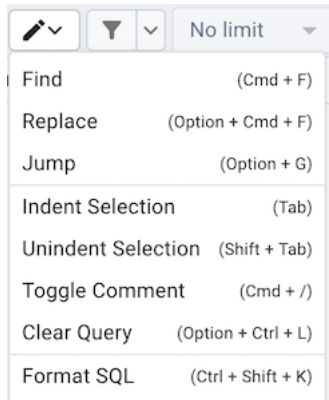 No limit
Find (Cmd + F)
Replace (Option + Cmd + F)
Jump (Option + G)
Indent Selection (Tab)
Unindent Selection (Shift + Tab)
Toggle Comment (Cmd + /)
Clear Query (Option + Ctrl + L)
Format SQL (Ctrl + Shift + K)